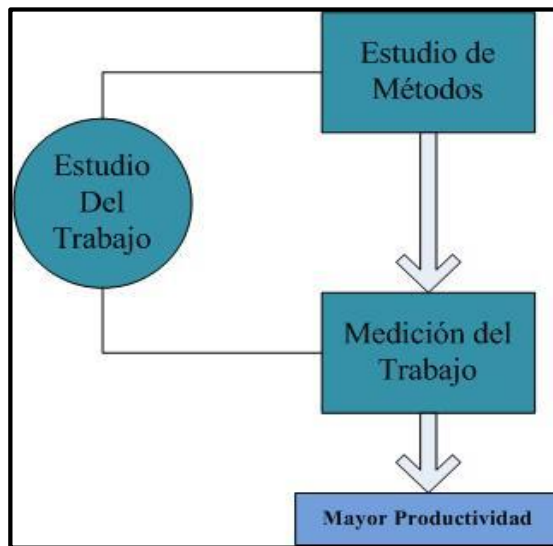 Estudio de
Métodos
Estudio
Del
Trabajo
Medición del
Trabajo
Mayor Productividad